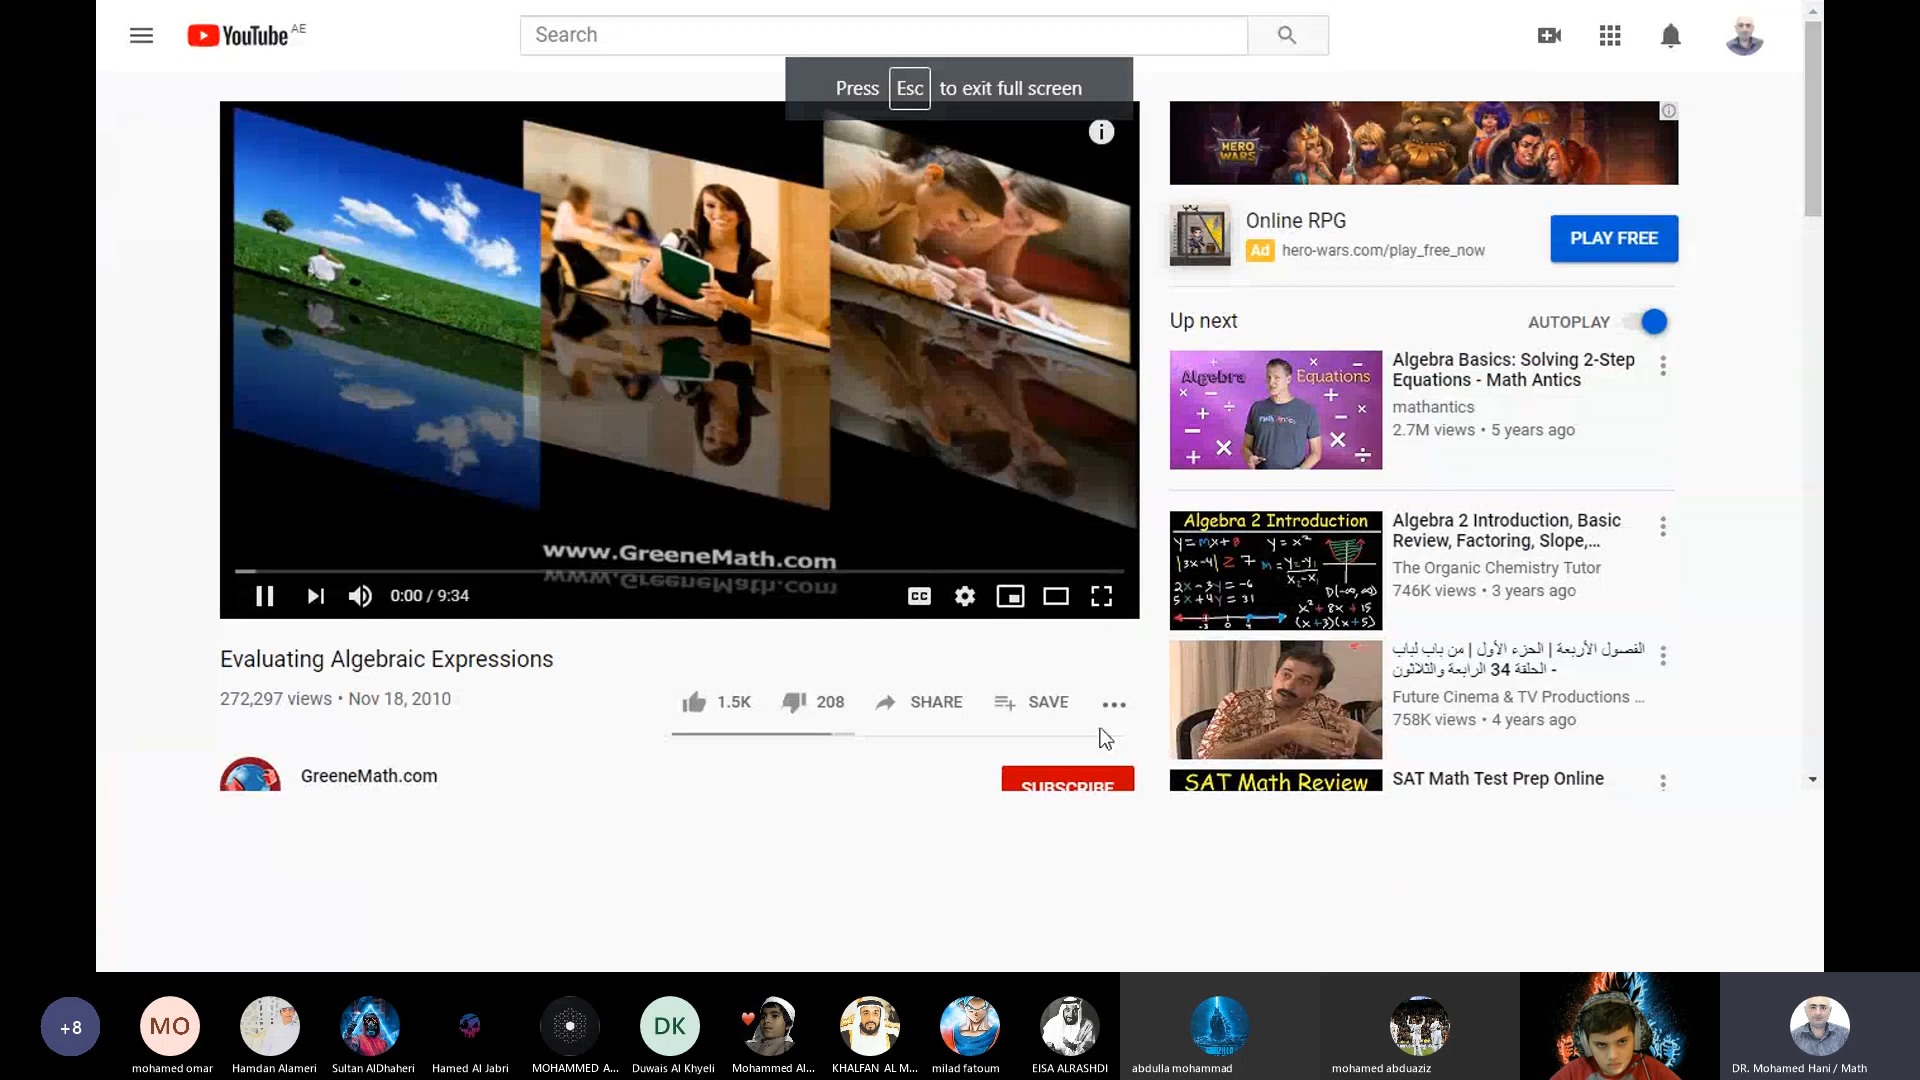 YouTube AE
Search
Press Esc to exit full screen
HERO
WARS
Online RPG
Ad hero-wars.com/play_free_now
PLAY FREE
Up next
AUTOPLAY
Algebra Equations
Algebra Basics: Solving 2-Step
Equations - Math Antics
mathantics
2.7M views • 5 years ago
Algebra 2 Introduction
Algebra 2 Introduction, Basic
Review, Factoring, Slope,...
The Organic Chemistry Tutor
746K views • 3 years ago
الفصول الأربعة | الحزء الأول | من باب لباب
- الحلقة 34 الرابعة والثلاثون
Future Cinema & TV Productions ...
758K views • 4 years ago
SAT Math Review
SAT Math Test Prep Online
www.GreeneMath.com
0:00 / 9:34
CC
Evaluating Algebraic Expressions
272,297 views • Nov 18, 2010
1.5K 208 SHARE SAVE
GreeneMath.com
SUBSCRIBE
+8
MO
DK
mohamed omar
Hamdan Alameri
Sultan AlDhaheri
Hamed Al Jabri
MOHAMMED A...
Duwais Al Khyeli
Mohammed Al...
KHALFAN AL M...
milad fatoum
EISA ALRASHDI
abdulla mohammad
mohamed abduaziz
DR. Mohamed Hani / Math